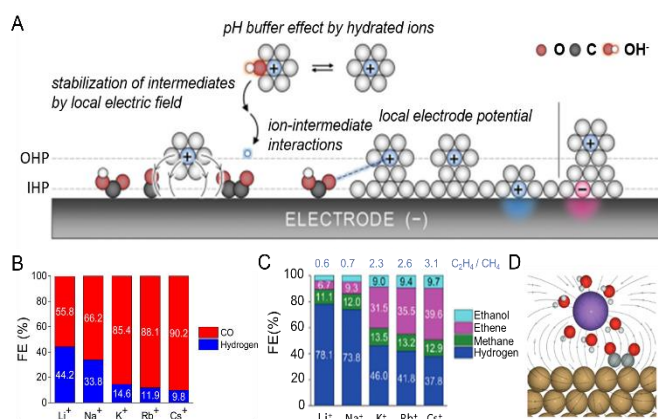 A
pH buffer effect by hydrated ions
O C OH-
stabilization of intermediates
by local electric field
ion-intermediate
interactions
local electrode potential
OHP
IHP
ELECTRODE (−)
B
FE(%)
100
80
60
40
20
0
55.8 66.2 85.4 88.1 90.2
44.2 33.8 14.6 11.9 9.8
CO
Hydrogen
Li+ Na+ K+ Rb+ Cs+
C
0.6 0.7 2.3 2.6 3.1 C2H4 / CH4
FE(%)
100
80
60
40
20
0
9.0 9.4 9.7
6.7 9.3 31.5 35.5 39.6
11.1 12.0 13.5 13.2 12.9
78.1 73.8 46.0 41.8 37.8
Ethanol
Ethene
Methane
Hydrogen
Li+ Na+ K+ Rb+ Cs+
D